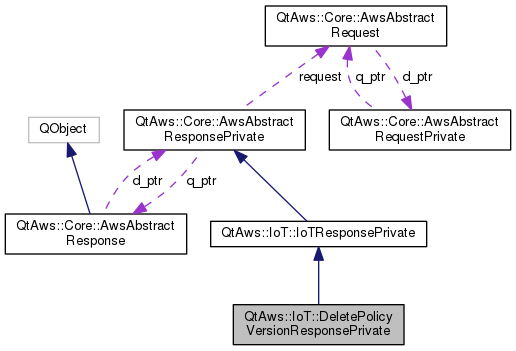 QtAws::Core::AwsAbstract
Request
request
q_ptr
d_ptr
QObject
QtAws::Core::AwsAbstract
ResponsePrivate
QtAws::Core::AwsAbstract
RequestPrivate
d_ptr
q_ptr
QtAws::Core::AwsAbstract
Response
QtAws::IoT::IoTResponsePrivate
QtAws::IoT::DeletePolicy
VersionResponsePrivate